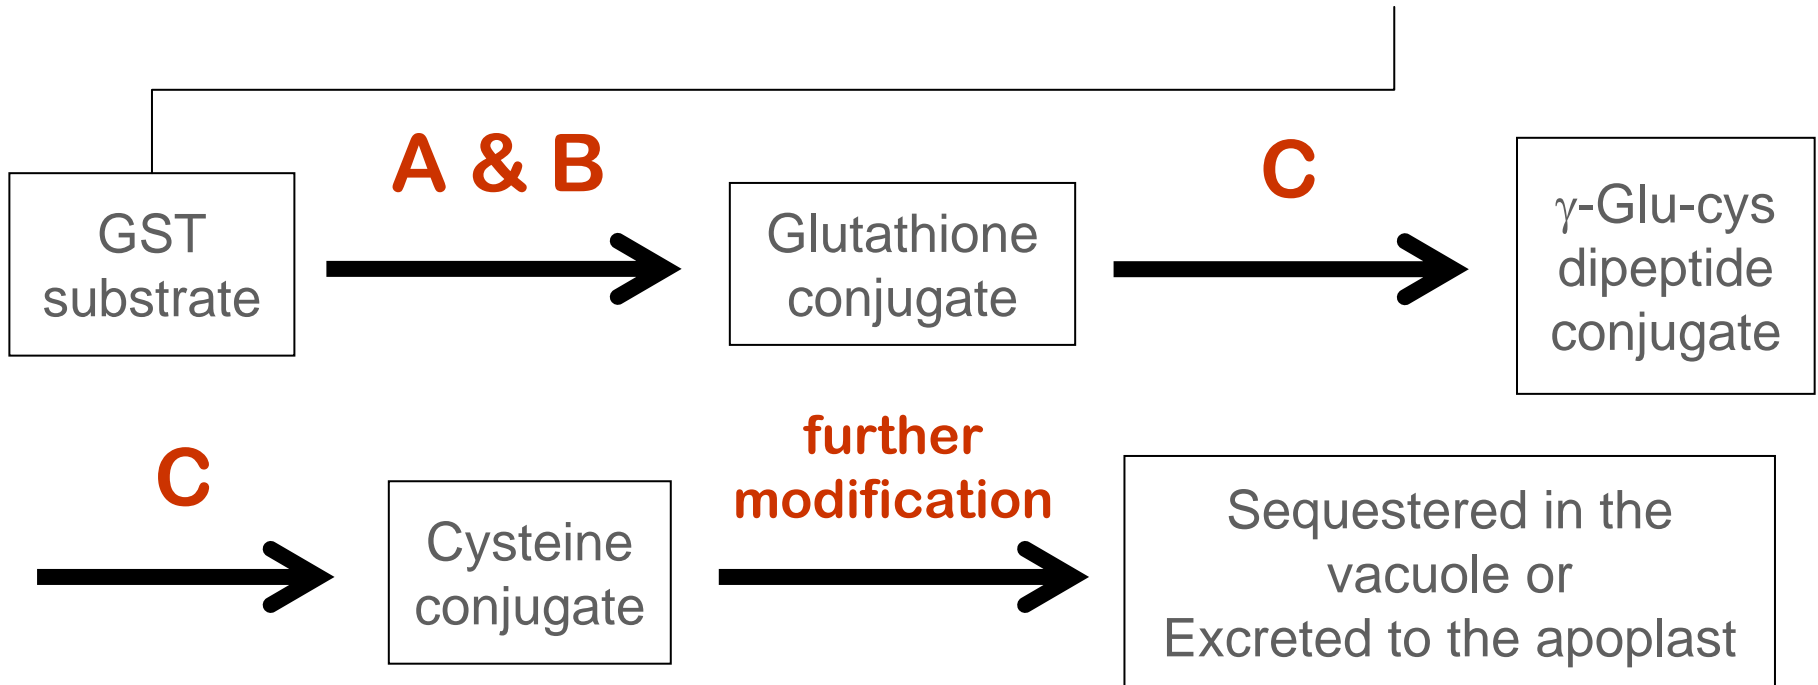 A & B
C
GST
substrate
Glutathione
conjugate
γ-Glu-cys
dipeptide
conjugate
C
further
modification
Cysteine
conjugate
Sequestered in the
vacuole or
Excreted to the apoplast